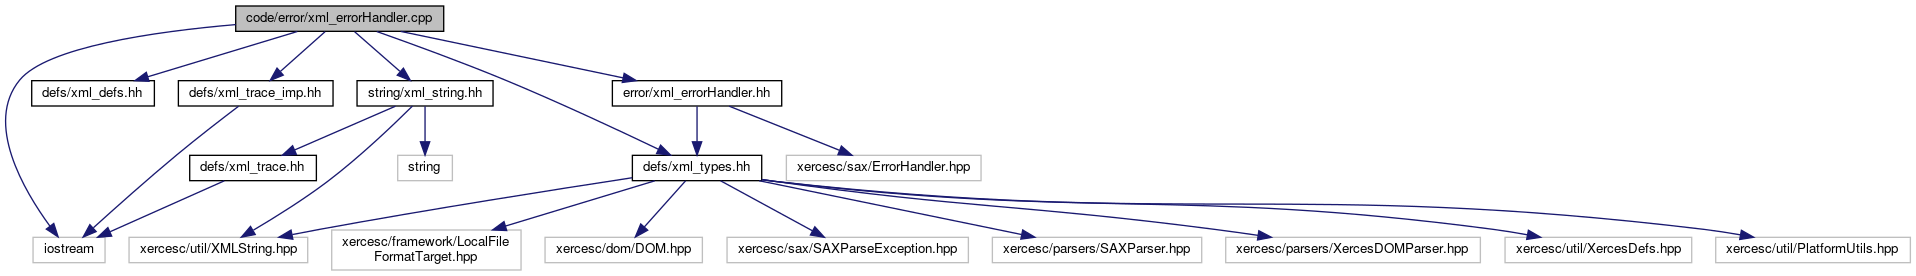 code/error/xml_errorHandler.cpp
defs/xml_defs.hh
defs/xml_trace_imp.hh
string/xml_string.hh
error/xml_errorHandler.hh
defs/xml_trace.hh
string
defs/xml_types.hh
xercesc/sax/ErrorHandler.hpp
iostream
xercesc/util/XMLString.hpp
xercesc/framework/LocalFile
FormatTarget.hpp
xercesc/dom/DOM.hpp
xercesc/sax/SAXParseException.hpp
xercesc/parsers/SAXParser.hpp
xercesc/parsers/XercesDOMParser.hpp
xercesc/util/XercesDefs.hpp
xercesc/util/PlatformUtils.hpp